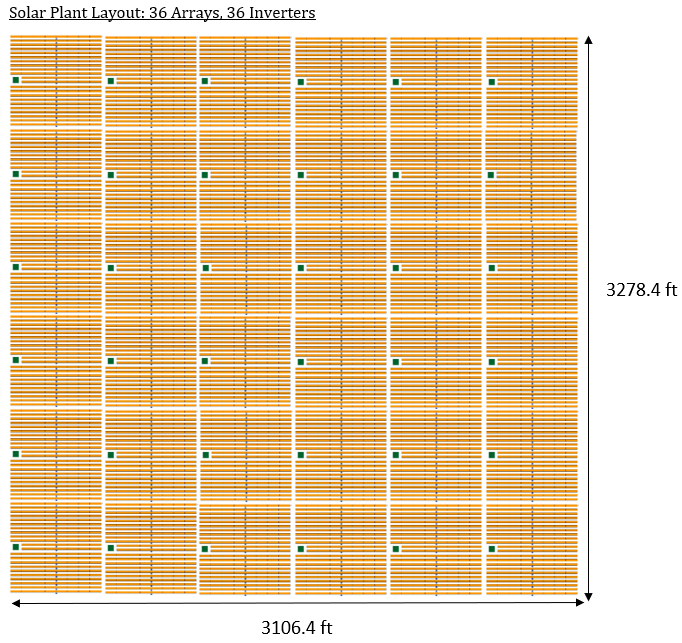 Solar Plant Layout: 36 Arrays, 36 Inverters
3278.4 ft
3106.4 ft